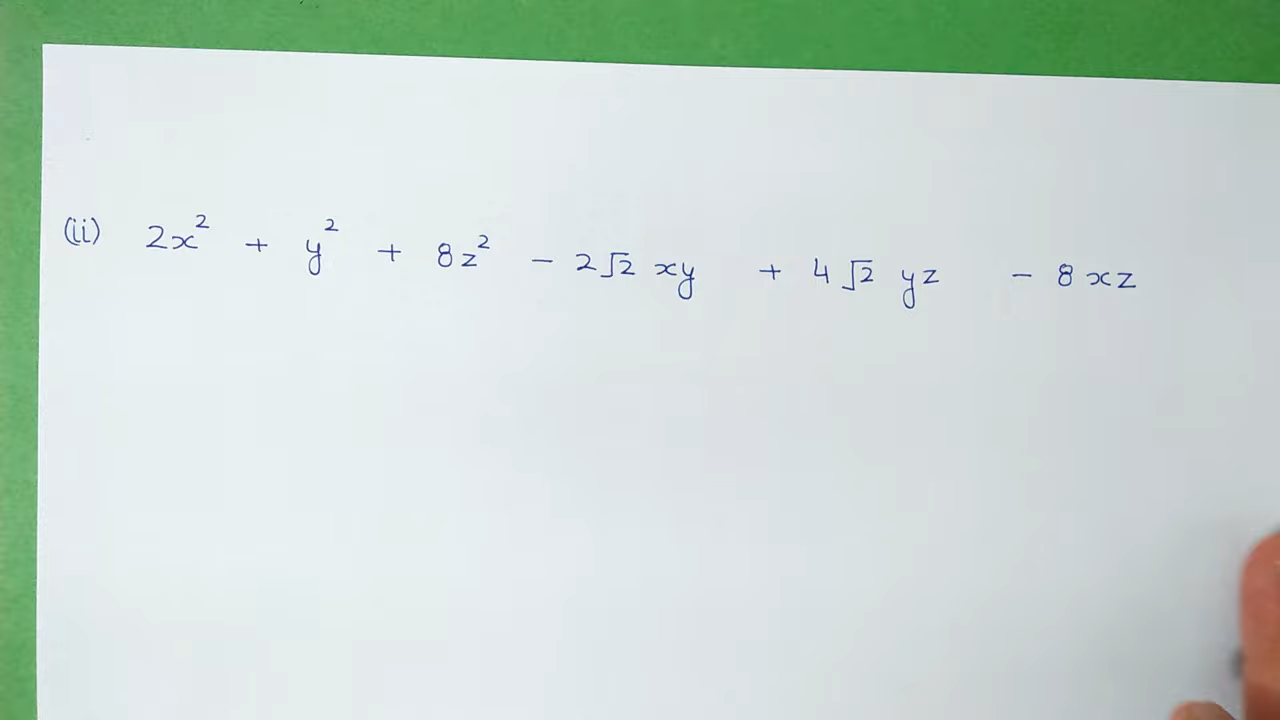 (ii) 2x² + y² + 8z² - 2√2 xy + 4√2 yz - 8xz